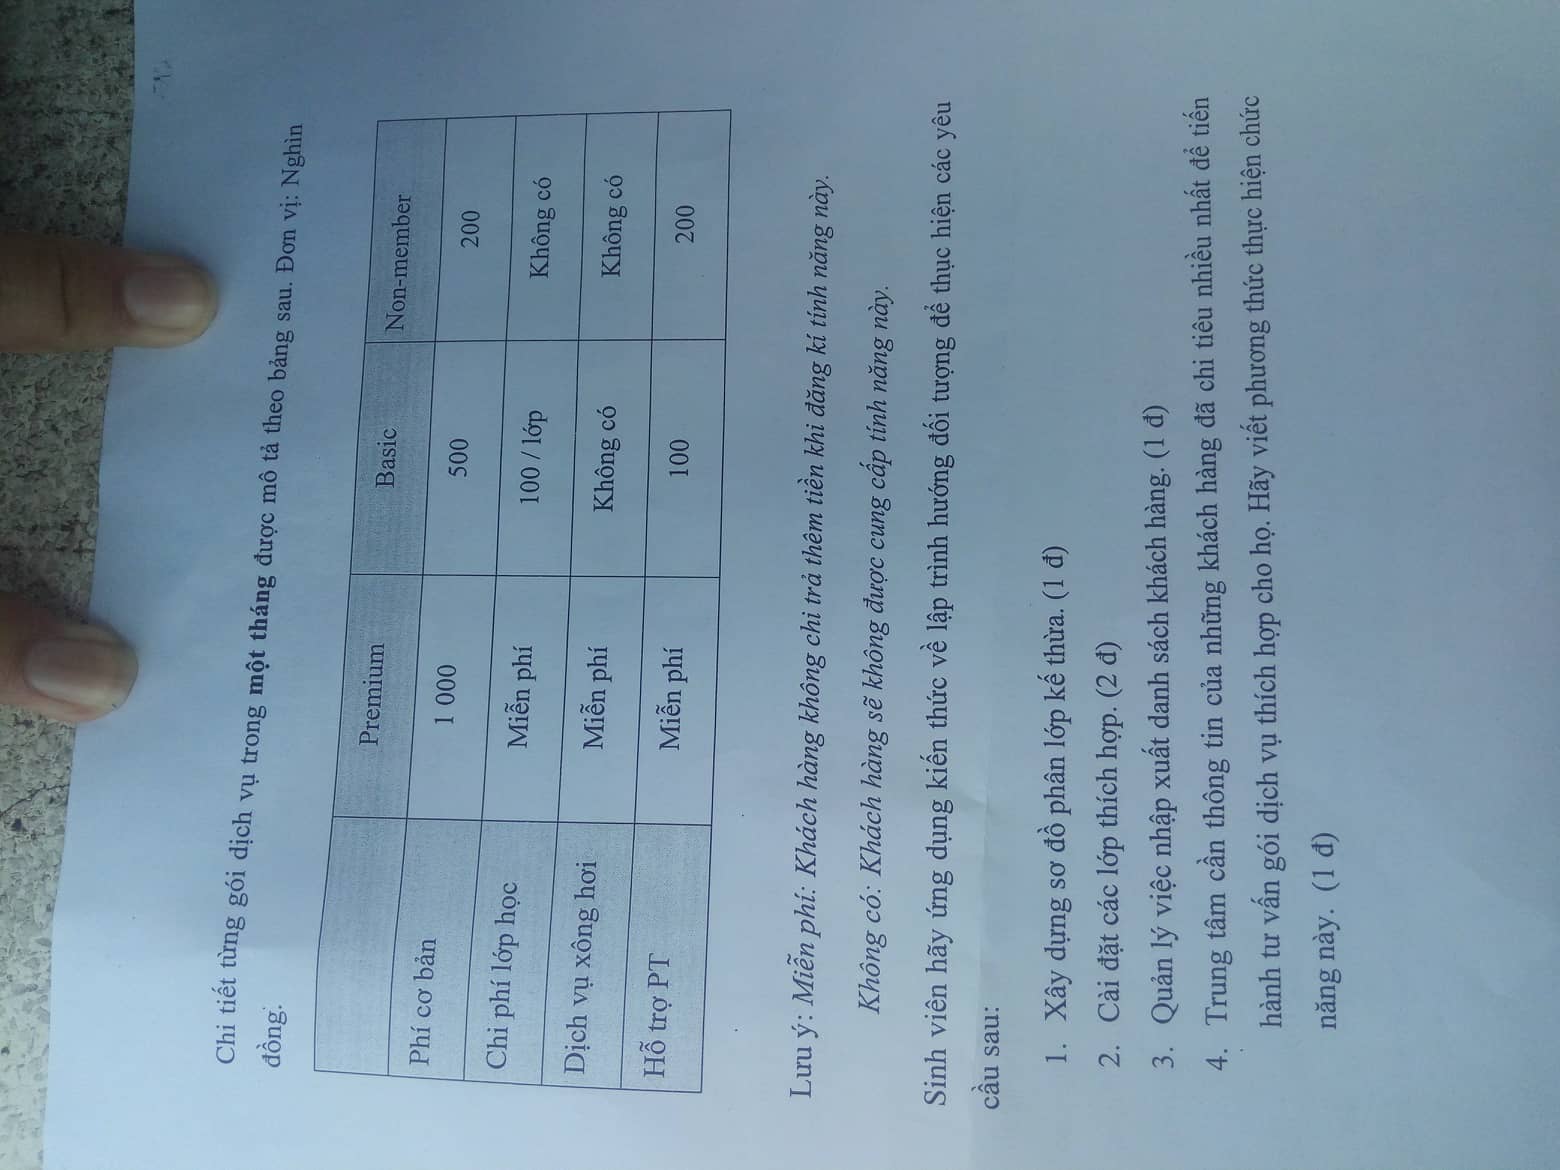 Chi tiết từng gói dịch vụ trong một tháng được mô tả theo bảng sau. Đơn vị: Nghìn
đồng.
Premium Basic Non-member
Phí cơ bản 1 000 500 200
Chi phí lớp học Miễn phí 100 / lớp Không có
Dịch vụ xông hơi Miễn phí Không có Không có
Hỗ trợ PT Miễn phí 100 200
Lưu ý: Miễn phí: Khách hàng không chi trả thêm tiền khi đăng kí tính năng này.
Không có: Khách hàng sẽ không được cung cấp tính năng này.
Sinh viên hãy ứng dụng kiến thức về lập trình hướng đối tượng để thực hiện các yêu
cầu sau:
1. Xây dựng sơ đồ phân lớp kế thừa. (1 đ)
2. Cài đặt các lớp thích hợp. (2 đ)
3. Quản lý việc nhập xuất danh sách khách hàng. (1 đ)
4. Trung tâm cần thông tin của những khách hàng đã chi tiêu nhiều nhất để tiến
hành tư vấn gói dịch vụ thích hợp cho họ. Hãy viết phương thức thực hiện chức
năng này. (1 đ)